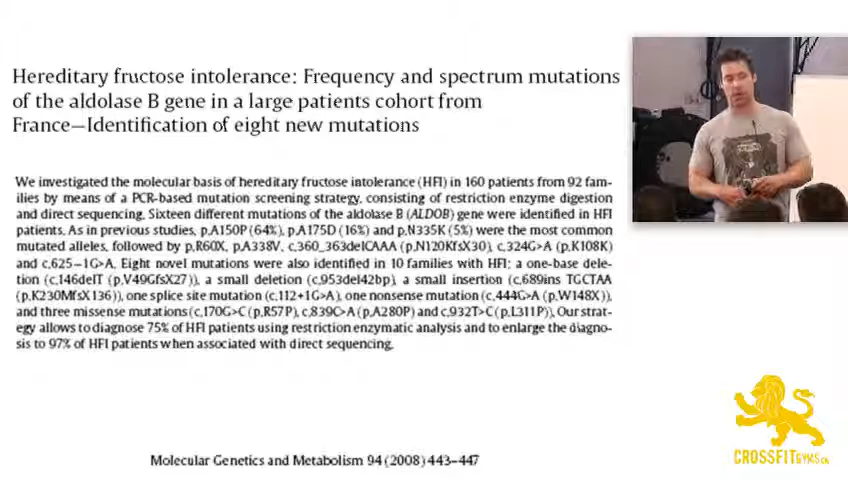 Hereditary fructose intolerance: Frequency and spectrum mutations
of the aldolase B gene in a large patients cohort from
France—Identification of eight new mutations
We investigated the molecular basis of hereditary fructose intolerance (HFI) in 160 patients from 92 fam-
ilies by means of a PCR-based mutation screening strategy, consisting of restriction enzyme digestion
and direct sequencing. Sixteen different mutations of the aldolase B (ALDOB) gene were identified in HFI
patients. As in previous studies, p.A150P (64%), p.A175D (16%) and p.N335K (5%) were the most common
mutated alleles, followed by p.R60X, p.A338V, c.360_363delCAAA (p.N120KfsX30), c.324G>A (p.K108K)
and c.625-1G>A. Eight novel mutations were also identified in 10 families with HFI: a one-base dele-
tion (c.146delT (p.V49GfsX27)), a small deletion (c.953del42bp), a small insertion (c.689ins TGCTAA
(p.K230MfsX136)), one splice site mutation (c.112+1G>A), one nonsense mutation (c.444G>A (p.W148X)),
and three missense mutations (c.170G>C (p.R57P), c.839C>A (p.A280P) and c.932T>C (p.L311P)). Our strat-
egy allows to diagnose 75% of HFI patients using restriction enzymatic analysis and to enlarge the diagno-
sis to 97% of HFI patients when associated with direct sequencing.
CROSSFITGYMS.CA
Molecular Genetics and Metabolism 94 (2008) 443–447